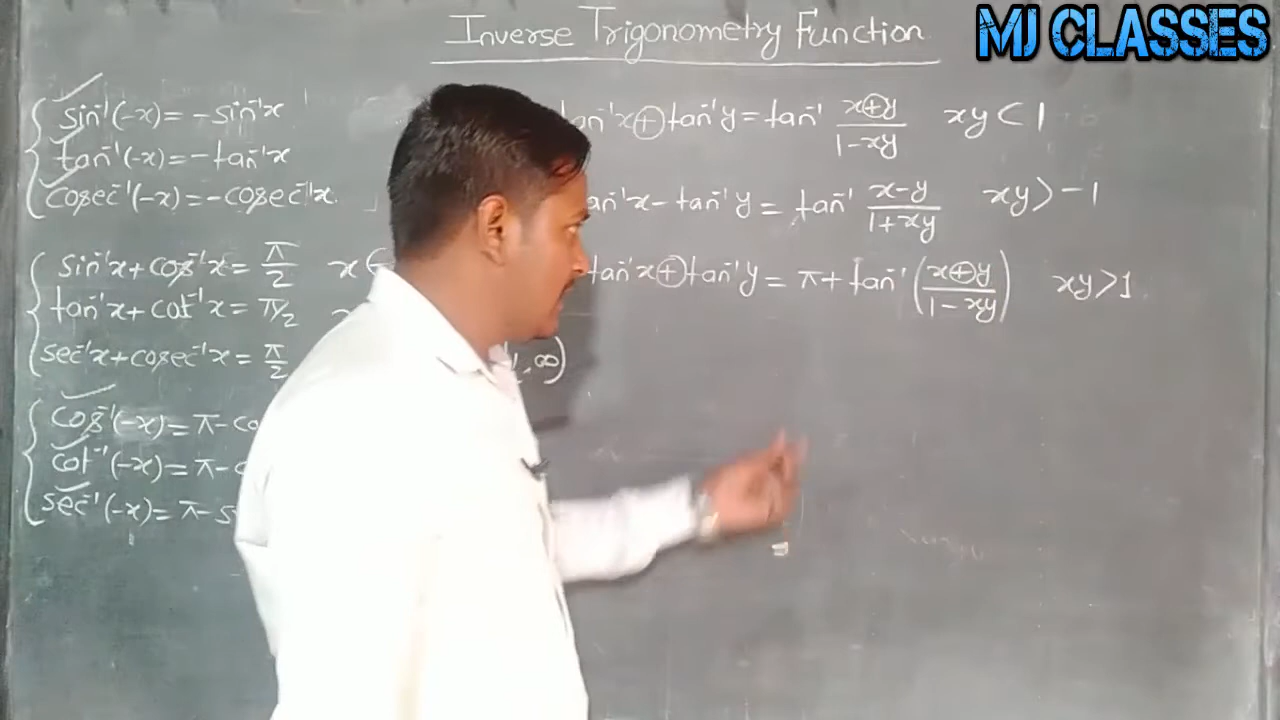 Inverse Trigonometry Function
MJ CLASSES
sin⁻¹(-x) = -sin⁻¹x
tan⁻¹(-x) = -tan⁻¹x
cosec⁻¹(-x) = -cosec⁻¹x.
sin⁻¹x + cos⁻¹x = π/2 x ∈
tan⁻¹x + cot⁻¹x = π/2 x
sec⁻¹x + cosec⁻¹x = π/2 , ∞)
cos⁻¹(-x) = π - co
cot⁻¹(-x) = π - c
sec⁻¹(-x) = π - s
tan⁻¹x + tan⁻¹y = tan⁻¹ (x+y)/(1-xy) xy < 1
an⁻¹x - tan⁻¹y = tan⁻¹ (x-y)/(1+xy) xy > -1
tan⁻¹x + tan⁻¹y = π + tan⁻¹ ((x+y)/(1-xy)) xy > 1